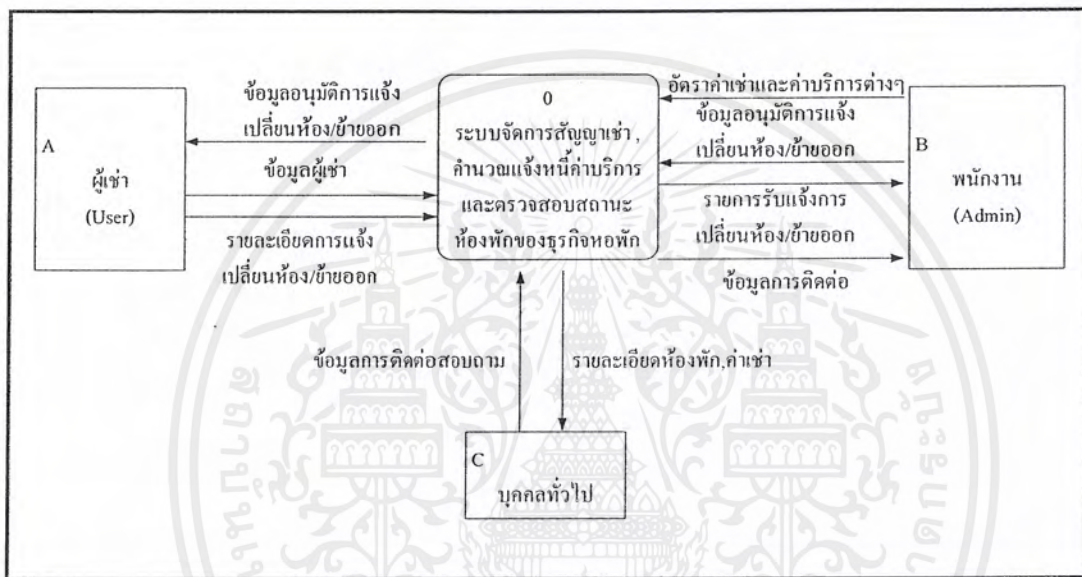 A
ผู้เช่า
(User)
ข้อมูลอนุมัติการแจ้ง
เปลี่ยนห้อง/ย้ายออก
ข้อมูลผู้เช่า
รายละเอียดการแจ้ง
เปลี่ยนห้อง/ย้ายออก
0
ระบบจัดการสัญญาเช่า ,
คำนวณแจ้งหนี้ค่าบริการ
และตรวจสอบสถานะ
ห้องพักของธุรกิจหอพัก
อัตราค่าเช่าและค่าบริการต่างๆ
ข้อมูลอนุมัติการแจ้ง
เปลี่ยนห้อง/ย้ายออก
รายการรับแจ้งการ
เปลี่ยนห้อง/ย้ายออก
ข้อมูลการติดต่อ
B
พนักงาน
(Admin)
ข้อมูลการติดต่อสอบถาม
รายละเอียดห้องพัก,ค่าเช่า
C
บุคคลทั่วไป